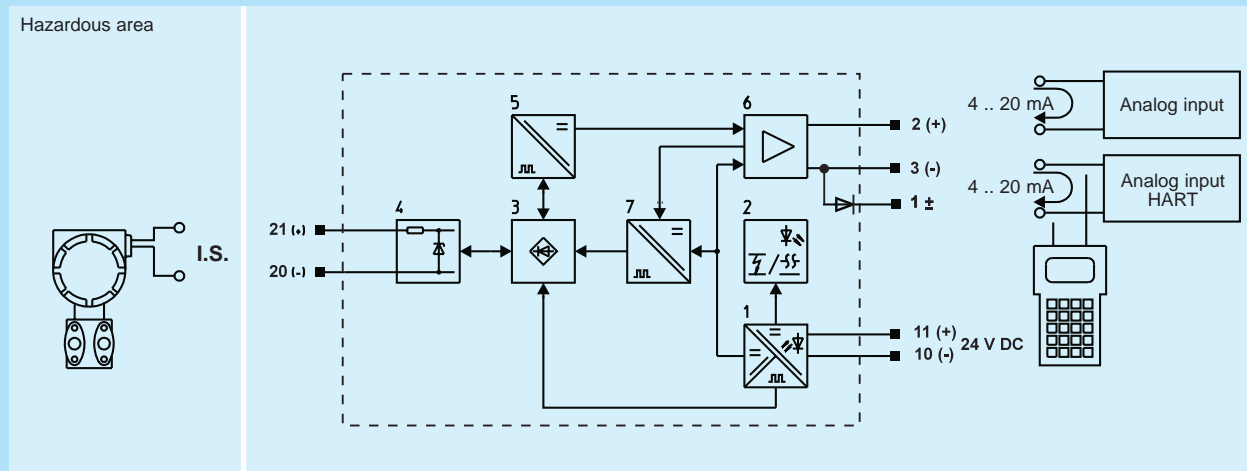 Hazardous area
I.S.
21 (+)
20 (-)
4
5
3
7
6
2
1
2 (+)
3 (-)
1 ±
11 (+)
10 (-)
24 V DC
4 .. 20 mA
Analog input
4 .. 20 mA
Analog input
HART